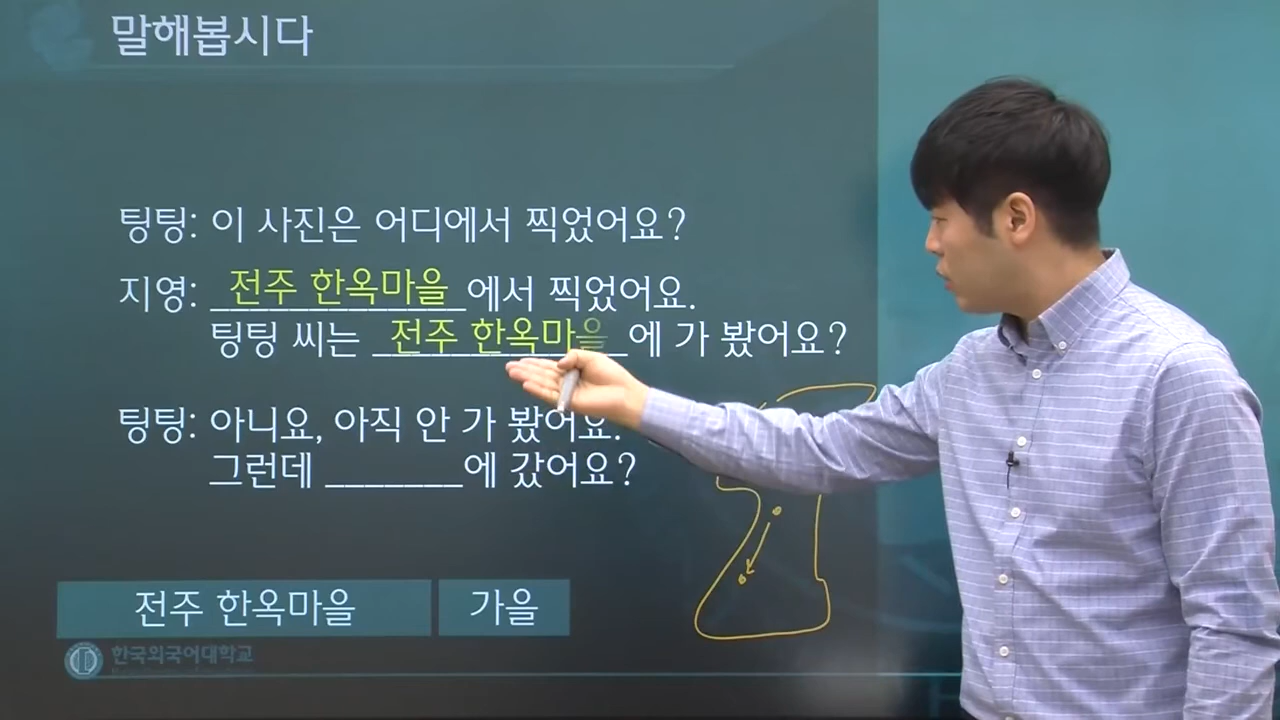 말해봅시다
팅팅: 이 사진은 어디에서 찍었어요?
지영: 전주 한옥마을에서 찍었어요.
팅팅 씨는 전주 한옥마을에 가 봤어요?
팅팅: 아니요, 아직 안 가 봤어요.
그런데 _______에 갔어요?
전주 한옥마을 가을
한국외국어대학교